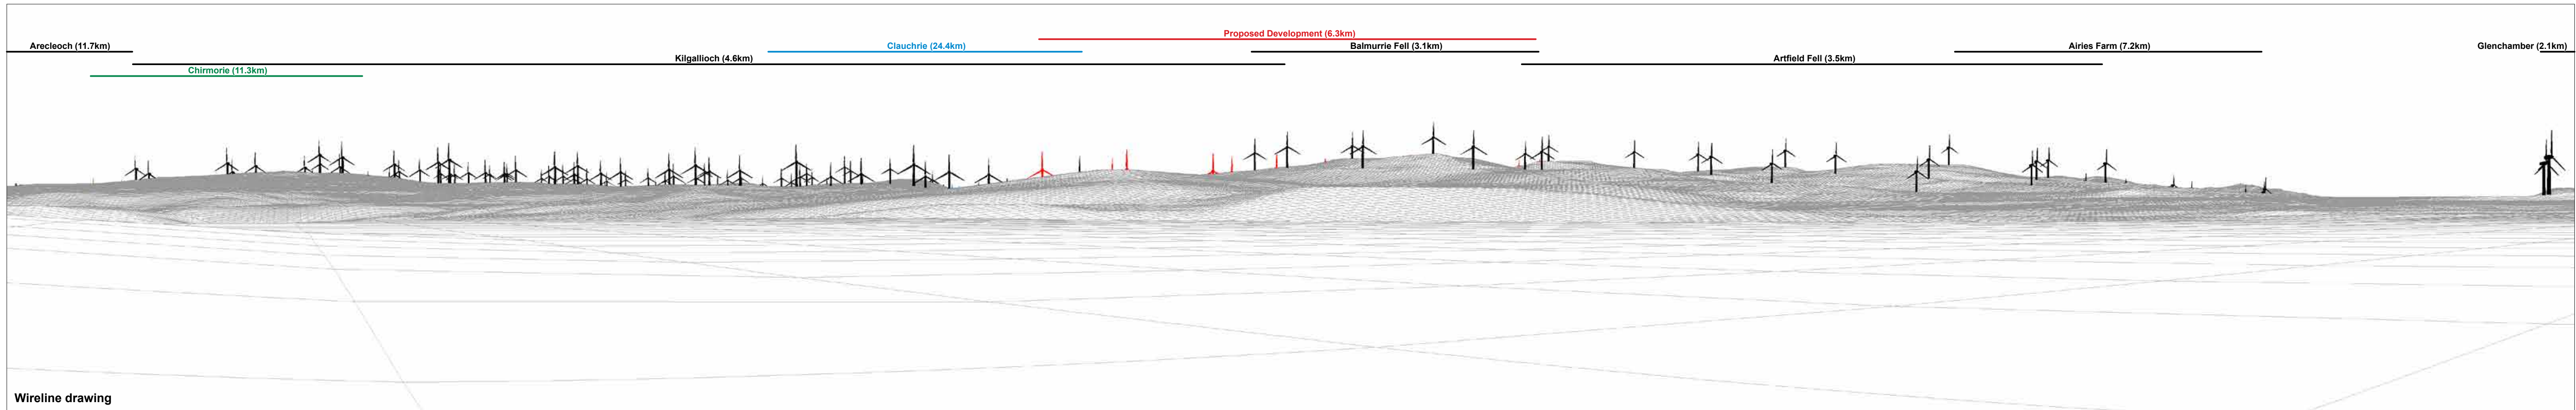 Proposed Development (6.3km)
Arecleoch (11.7km)
Clauchrie (24.4km)
Balmurrie Fell (3.1km)
Airies Farm (7.2km)
Glenchamber (2.1km)
Kilgallioch (4.6km)
Artfield Fell (3.5km)
Chirmorie (11.3km)
Wireline drawing